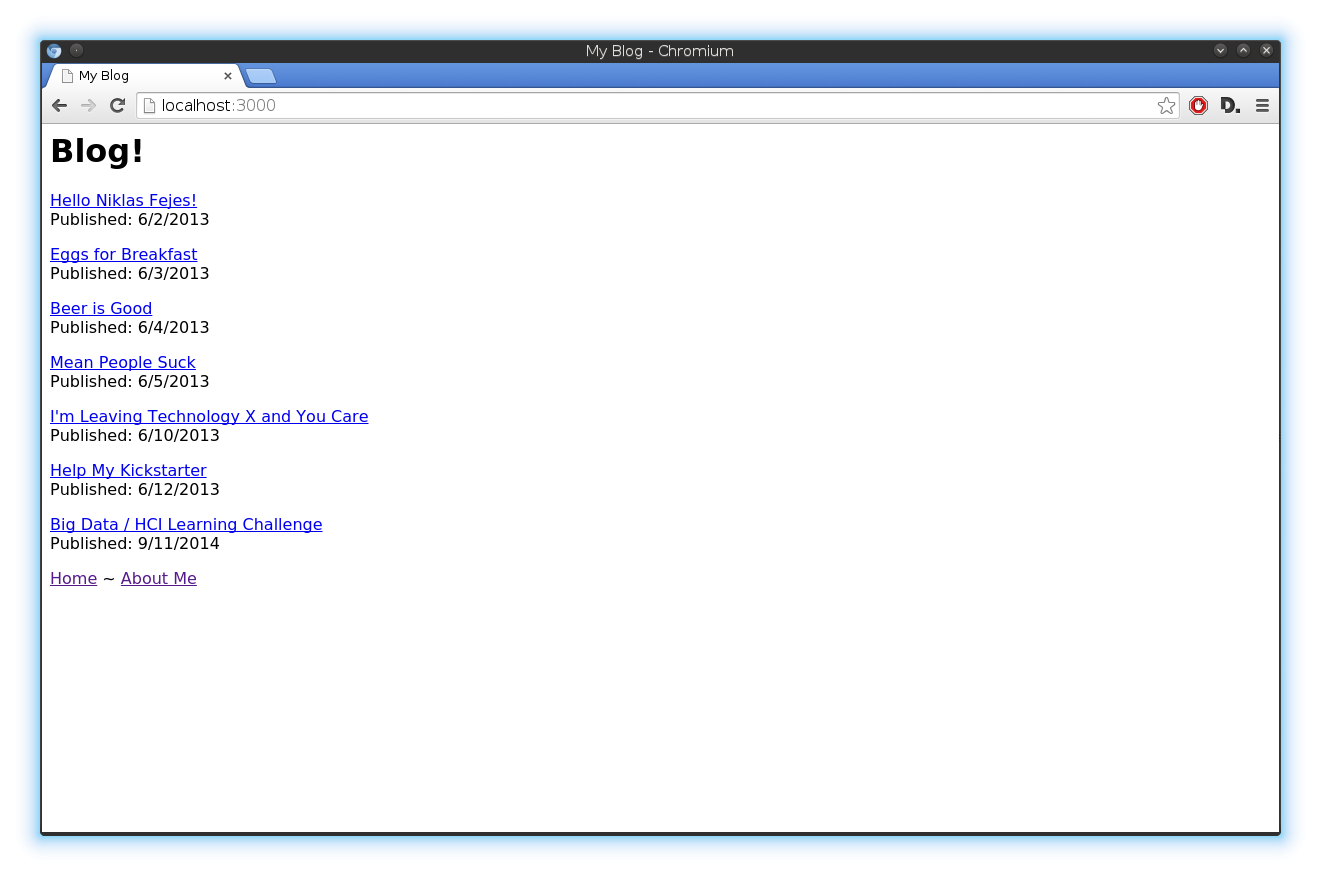 My Blog - Chromium
My Blog
localhost:3000
D.
Blog!
Hello Niklas Fejes!
Published: 6/2/2013
Eggs for Breakfast
Published: 6/3/2013
Beer is Good
Published: 6/4/2013
Mean People Suck
Published: 6/5/2013
I'm Leaving Technology X and You Care
Published: 6/10/2013
Help My Kickstarter
Published: 6/12/2013
Big Data / HCI Learning Challenge
Published: 9/11/2014
Home ~ About Me